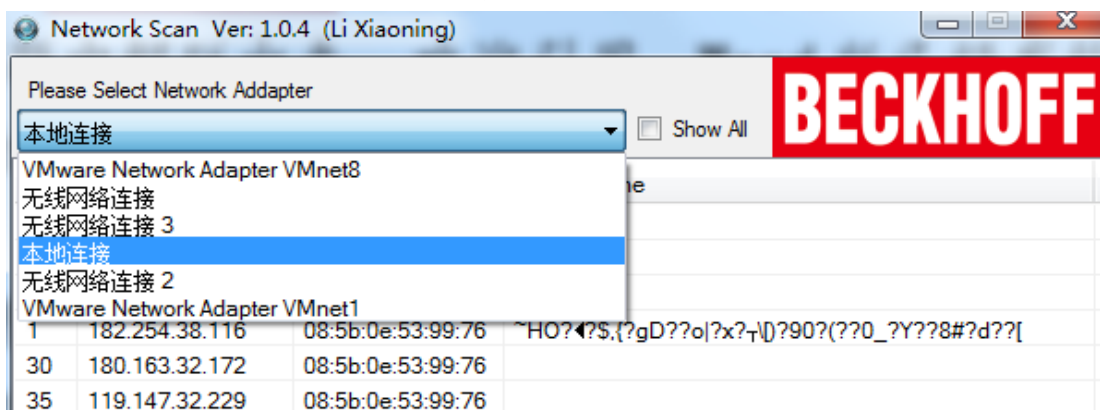 Network Scan Ver: 1.0.4 (Li Xiaoning)
Please Select Network Addapter
BECKHOFF
本地连接
Show All
VMware Network Adapter VMnet8
无线网络连接
无线网络连接 3
本地连接
无线网络连接 2
VMware Network Adapter VMnet1
1 182.254.38.116 08:5b:0e:53:99:76
30 180.163.32.172 08:5b:0e:53:99:76
35 119.147.32.229 08:5b:0e:53:99:76